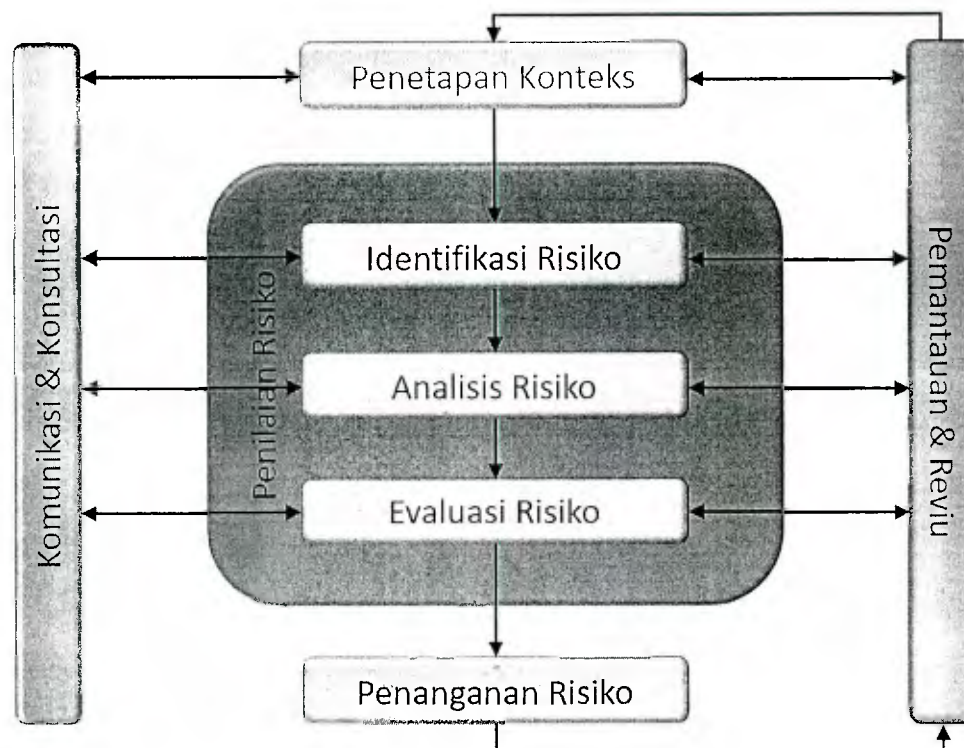 Penetapan Konteks
Komunikasi & Konsultasi
Penilaian Risiko
Identifikasi Risiko
Analisis Risiko
Evaluasi Risiko
Pemantauan & Reviu
Penanganan Risiko